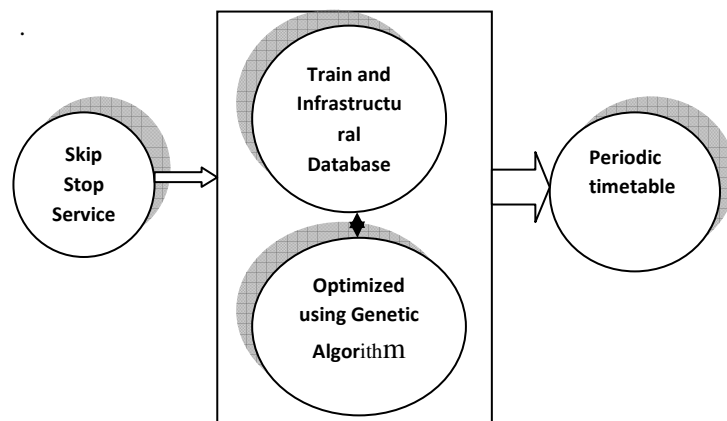 .
Skip
Stop
Service
Train and
Infrastructu
ral
Database
Optimized
using Genetic
Algorithm
Periodic
timetable